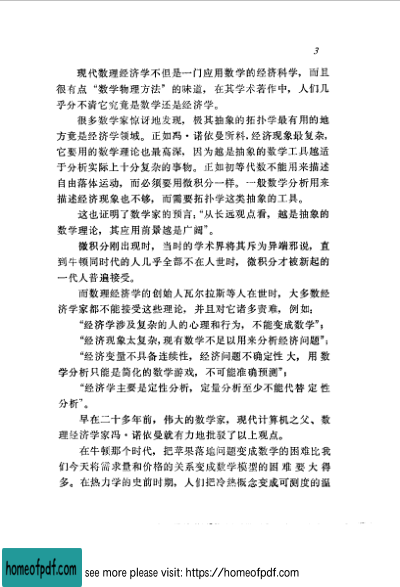 3
现代数理经济学不但是一门应用数学的经济科学，而且
很有点“数学物理方法”的味道，在其学术著作中，人们几
乎分不清它究竟是数学还是经济学。
很多数学家惊讶地发现，极其抽象的拓扑学最有用的地
方竟是经济学领域。正如冯·诺依曼所料，经济现象最复杂，
它要用的数学理论也最高深，因为越是抽象的数学工具越适
于分析实际上十分复杂的事物。正如初等代数不能用来描述
自由落体运动，而必须要用微积分一样。一般数学分析用来
描述经济现象也不够，而需要拓扑学这类抽象的工具。
这也证明了数学家的预言：“从长远观点看，越是抽象的
数学理论，其应用前景越是广阔”。
微积分刚出现时，当时的学术界将其斥为异端邪说，直
到牛顿同时代的人几乎全部不在人世时，微积分才被新起的
一代人普遍接受。
而数理经济学的创始人瓦尔拉斯等人在世时，大多数经
济学家都不能接受这些理论，并且对它诸多责难，例如：
“经济学涉及复杂的人的心理和行为，不能变成数学”；
“经济现象太复杂，现有数学不足以用来分析经济问题”；
“经济变量不具备连续性，经济问题不确定性大，用数
学分析只能是简化的数学游戏，不可能准确预测”；
“经济学主要是定性分析，定量分析至少不能代替定性
分析”。
早在二十多年前，伟大的数学家，现代计算机之父、数
理经济学家冯·诺依曼就有力地批驳了以上观点。
在牛顿那个时代，把苹果落地问题变成数学的困难比我
们今天将需求量和价格的关系变成数学模型的困难要大得
多。在热力学的史前时期，人们把冷热概念变成可测度的温
homeofpdf.com
see more please visit: https://homeofpdf.com